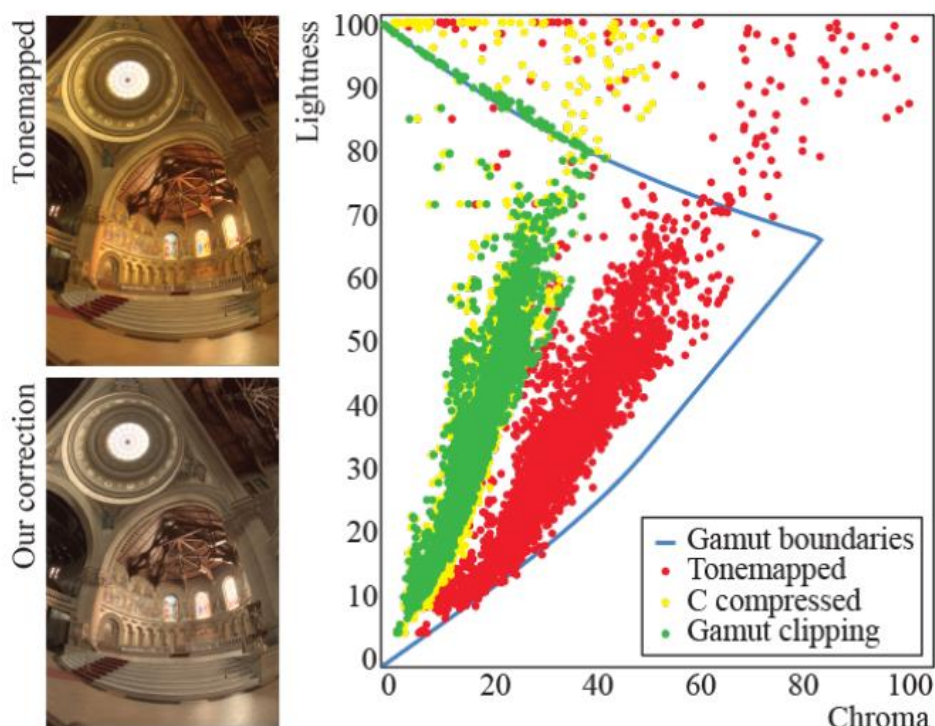 Tonemapped
Our correction
Lightness
100
90
80
70
60
50
40
30
20
10
0
0 20 40 60 80 100
Chroma
Gamut boundaries
Tonemapped
C compressed
Gamut clipping